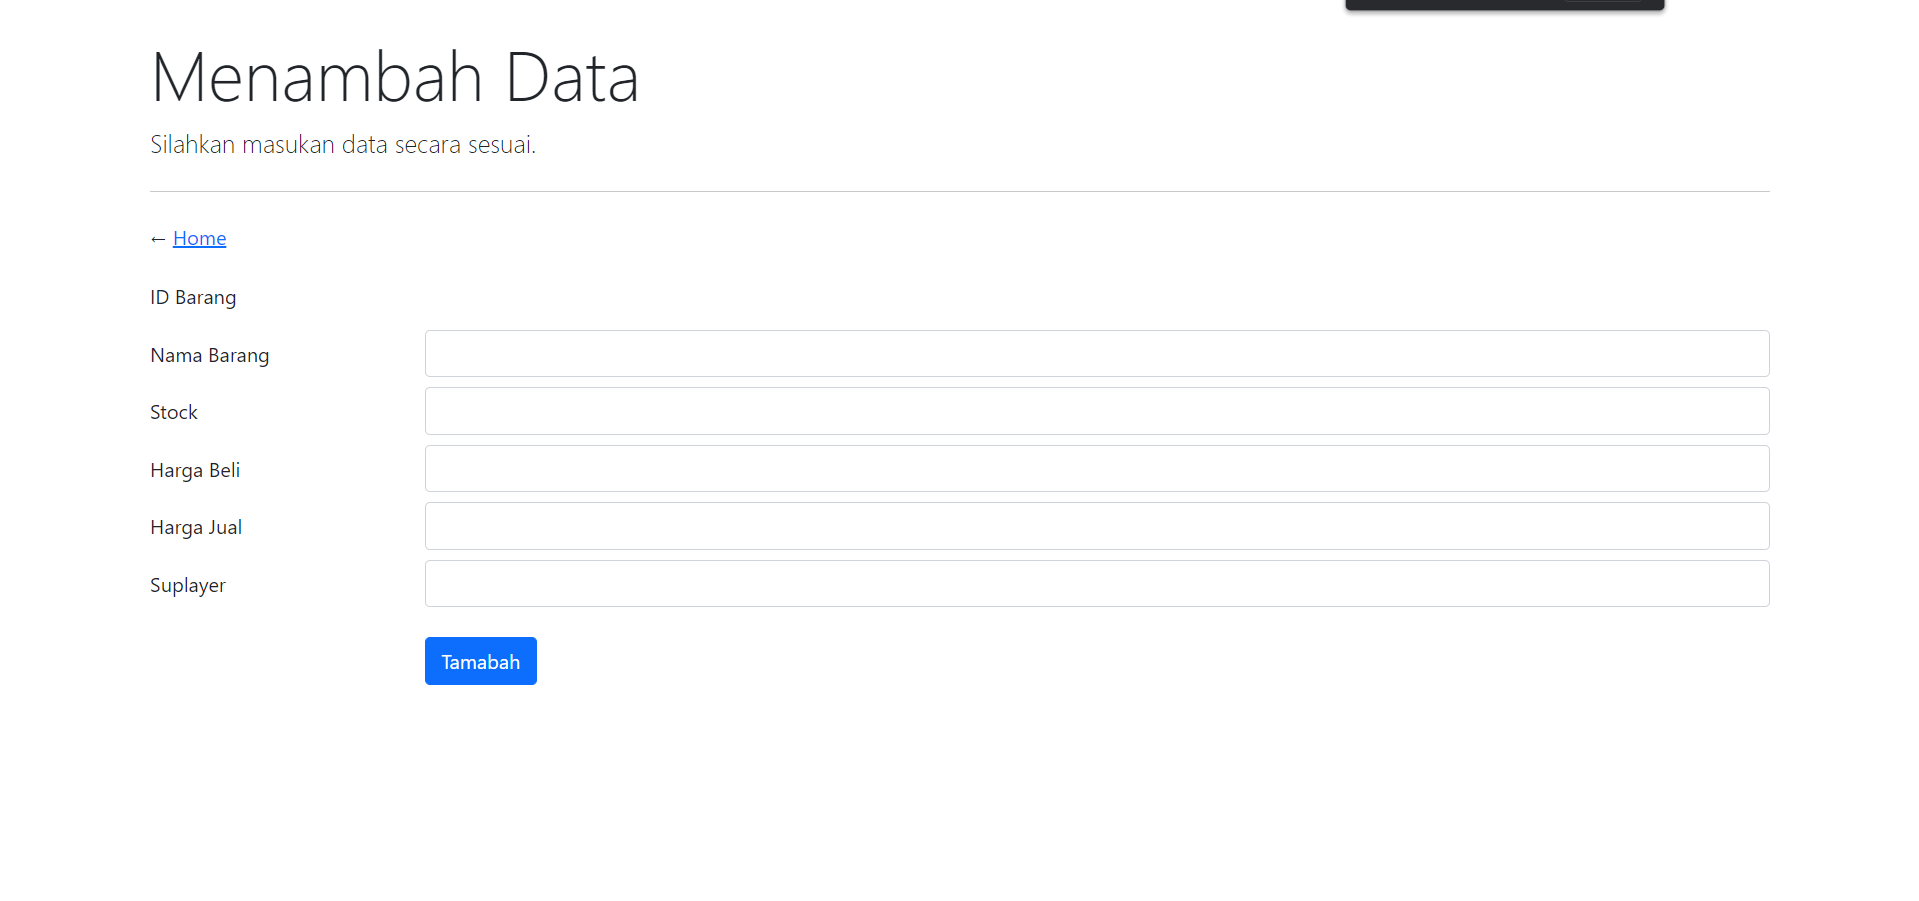 Menambah Data
Silahkan masukan data secara sesuai.
← Home
ID Barang
Nama Barang
Stock
Harga Beli
Harga Jual
Suplayer
Tamabah